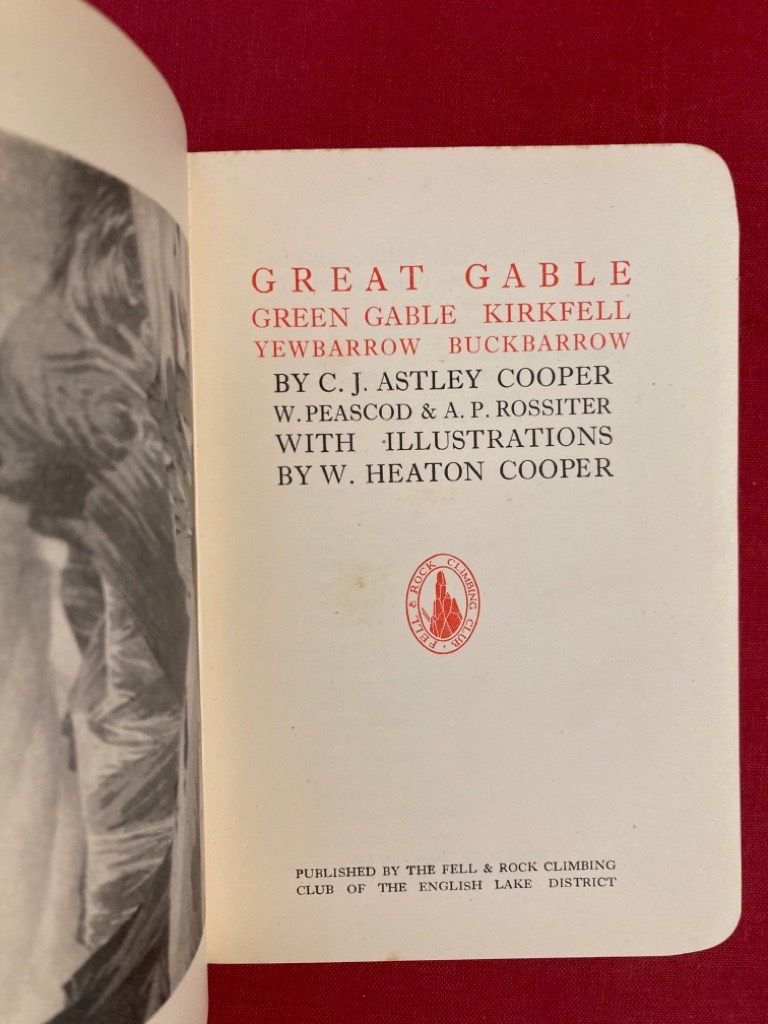 GREAT GABLE
GREEN GABLE KIRKFELL
YEWBARROW BUCKBARROW
BY C. J. ASTLEY COOPER
W. PEASCOD & A. P. ROSSITER
WITH ILLUSTRATIONS
BY W. HEATON COOPER
FELL & ROCK CLIMBING CLUB
PUBLISHED BY THE FELL & ROCK CLIMBING
CLUB OF THE ENGLISH LAKE DISTRICT